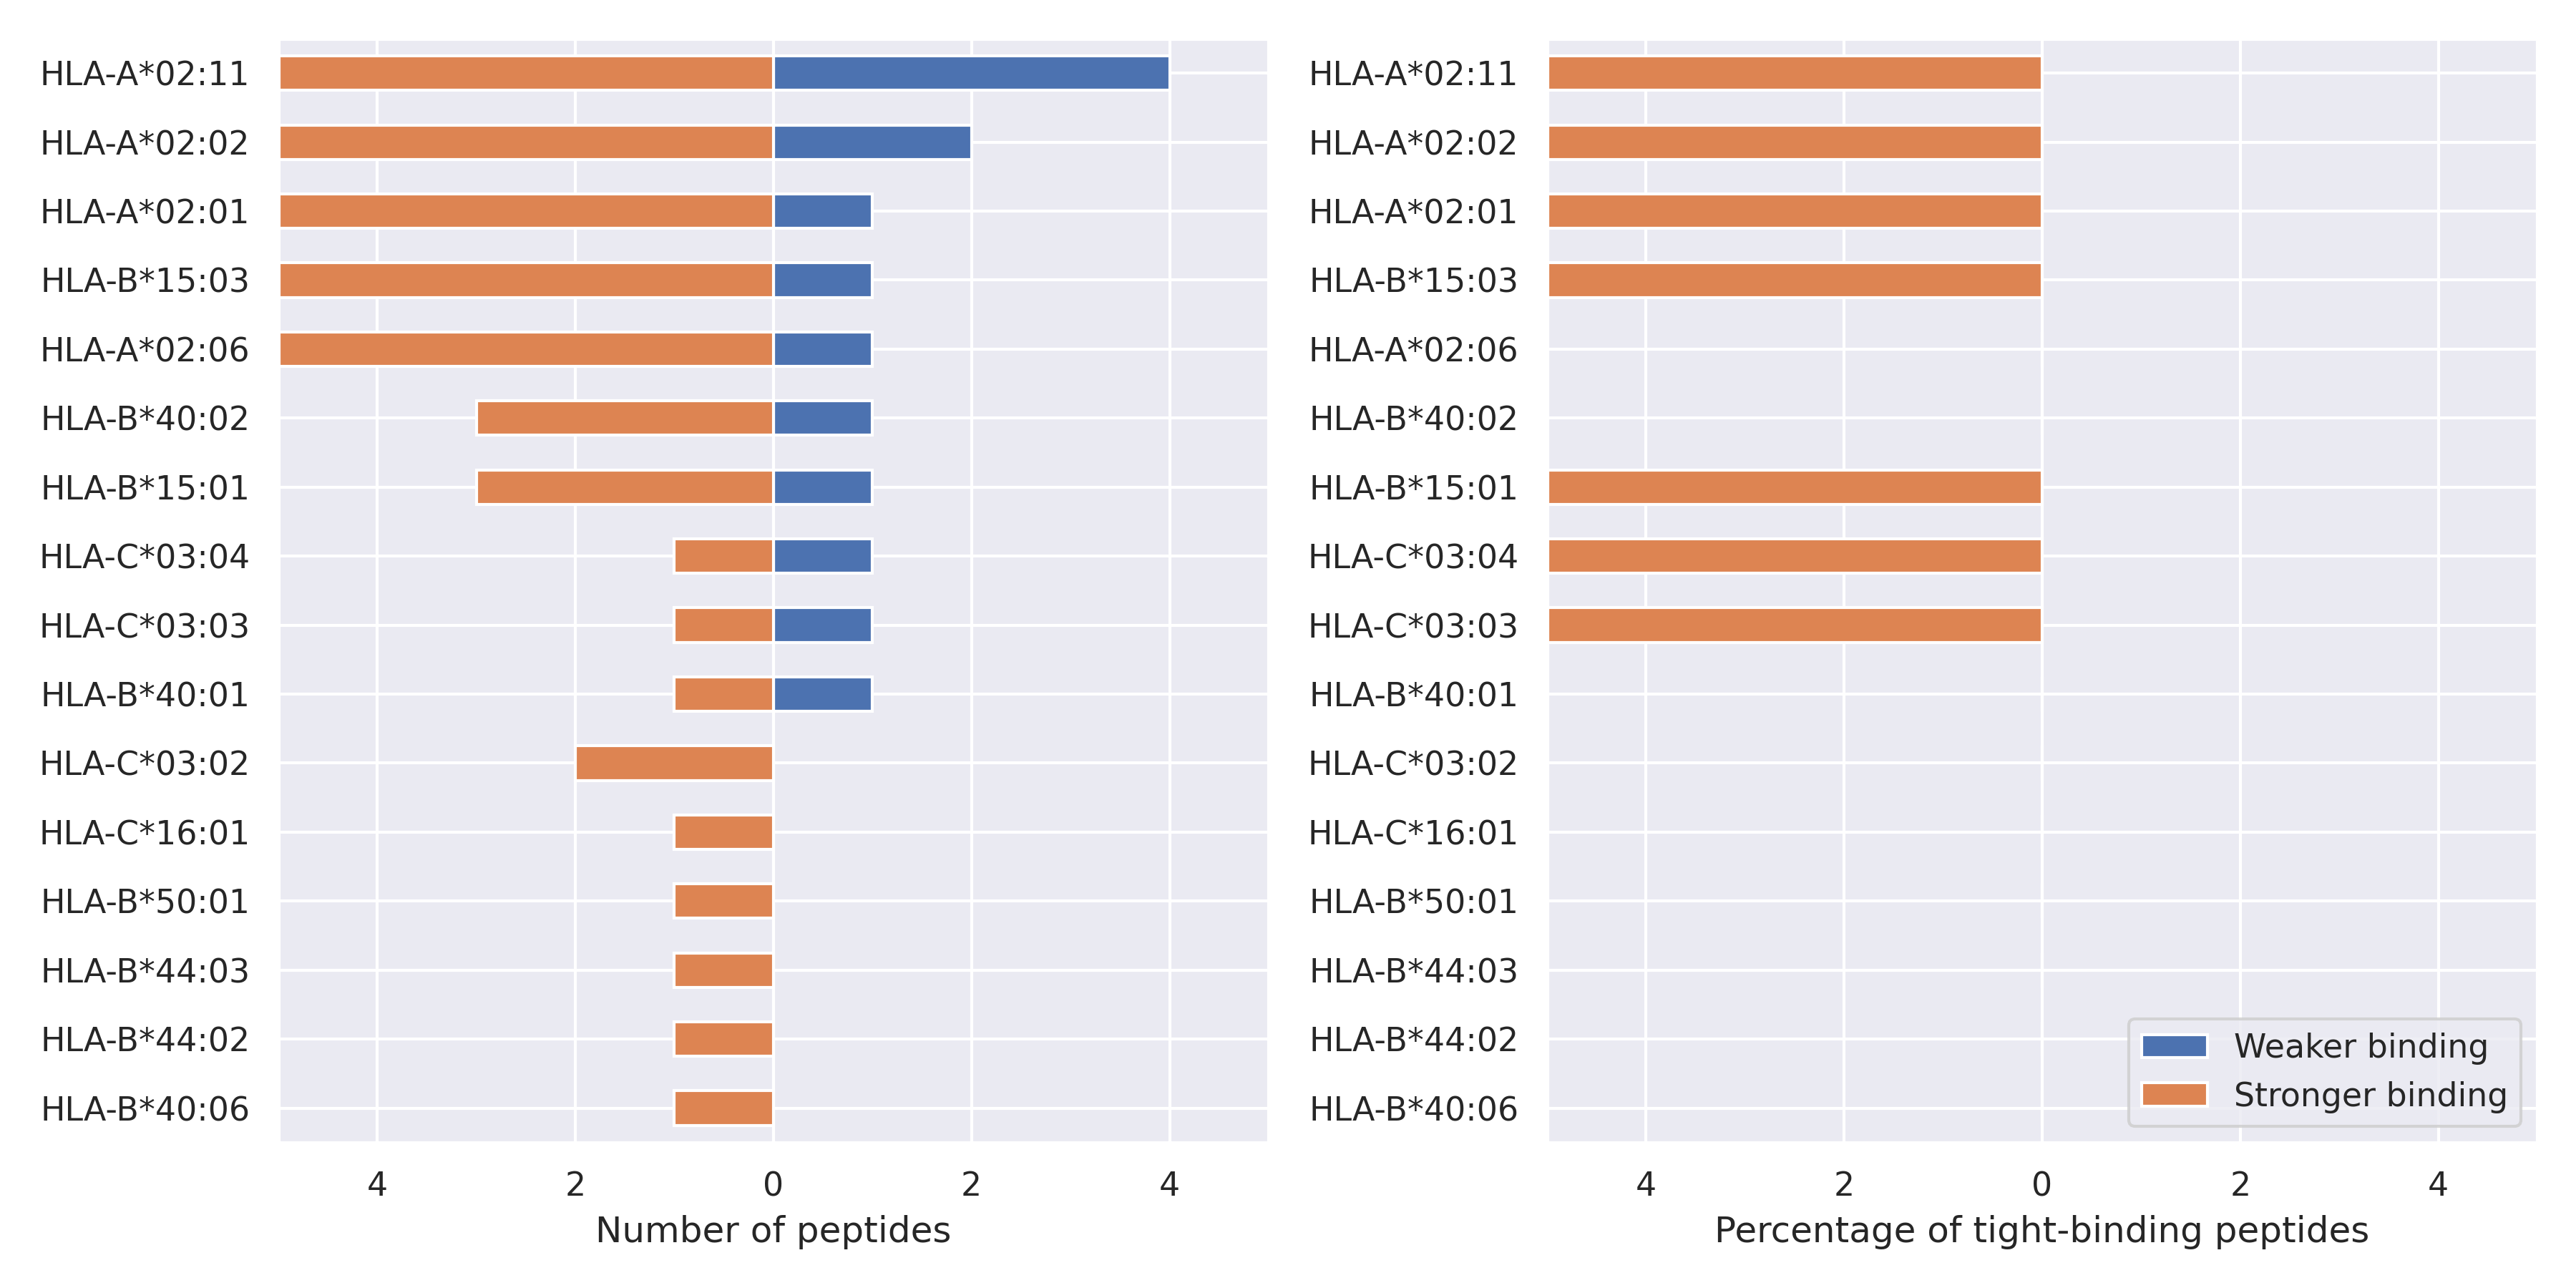 HLA-A*02:11
HLA-A*02:02
HLA-A*02:01
HLA-B*15:03
HLA-A*02:06
HLA-B*40:02
HLA-B*15:01
HLA-C*03:04
HLA-C*03:03
HLA-B*40:01
HLA-C*03:02
HLA-C*16:01
HLA-B*50:01
HLA-B*44:03
HLA-B*44:02
HLA-B*40:06
4 2 0 2 4
Number of peptides
HLA-A*02:11
HLA-A*02:02
HLA-A*02:01
HLA-B*15:03
HLA-A*02:06
HLA-B*40:02
HLA-B*15:01
HLA-C*03:04
HLA-C*03:03
HLA-B*40:01
HLA-C*03:02
HLA-C*16:01
HLA-B*50:01
HLA-B*44:03
HLA-B*44:02
HLA-B*40:06
Weaker binding
Stronger binding
4 2 0 2 4
Percentage of tight-binding peptides